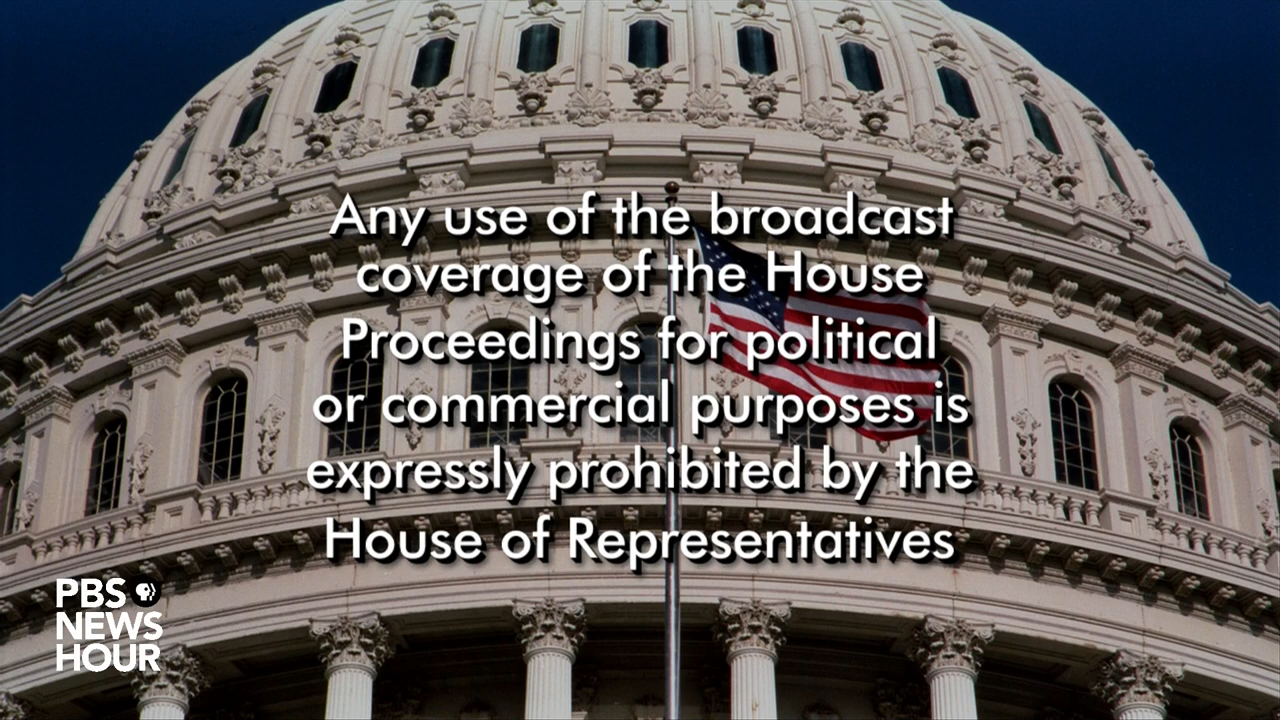 Any use of the broadcast
coverage of the House
Proceedings for political
or commercial purposes is
expressly prohibited by the
House of Representatives
PBS
NEWS
HOUR